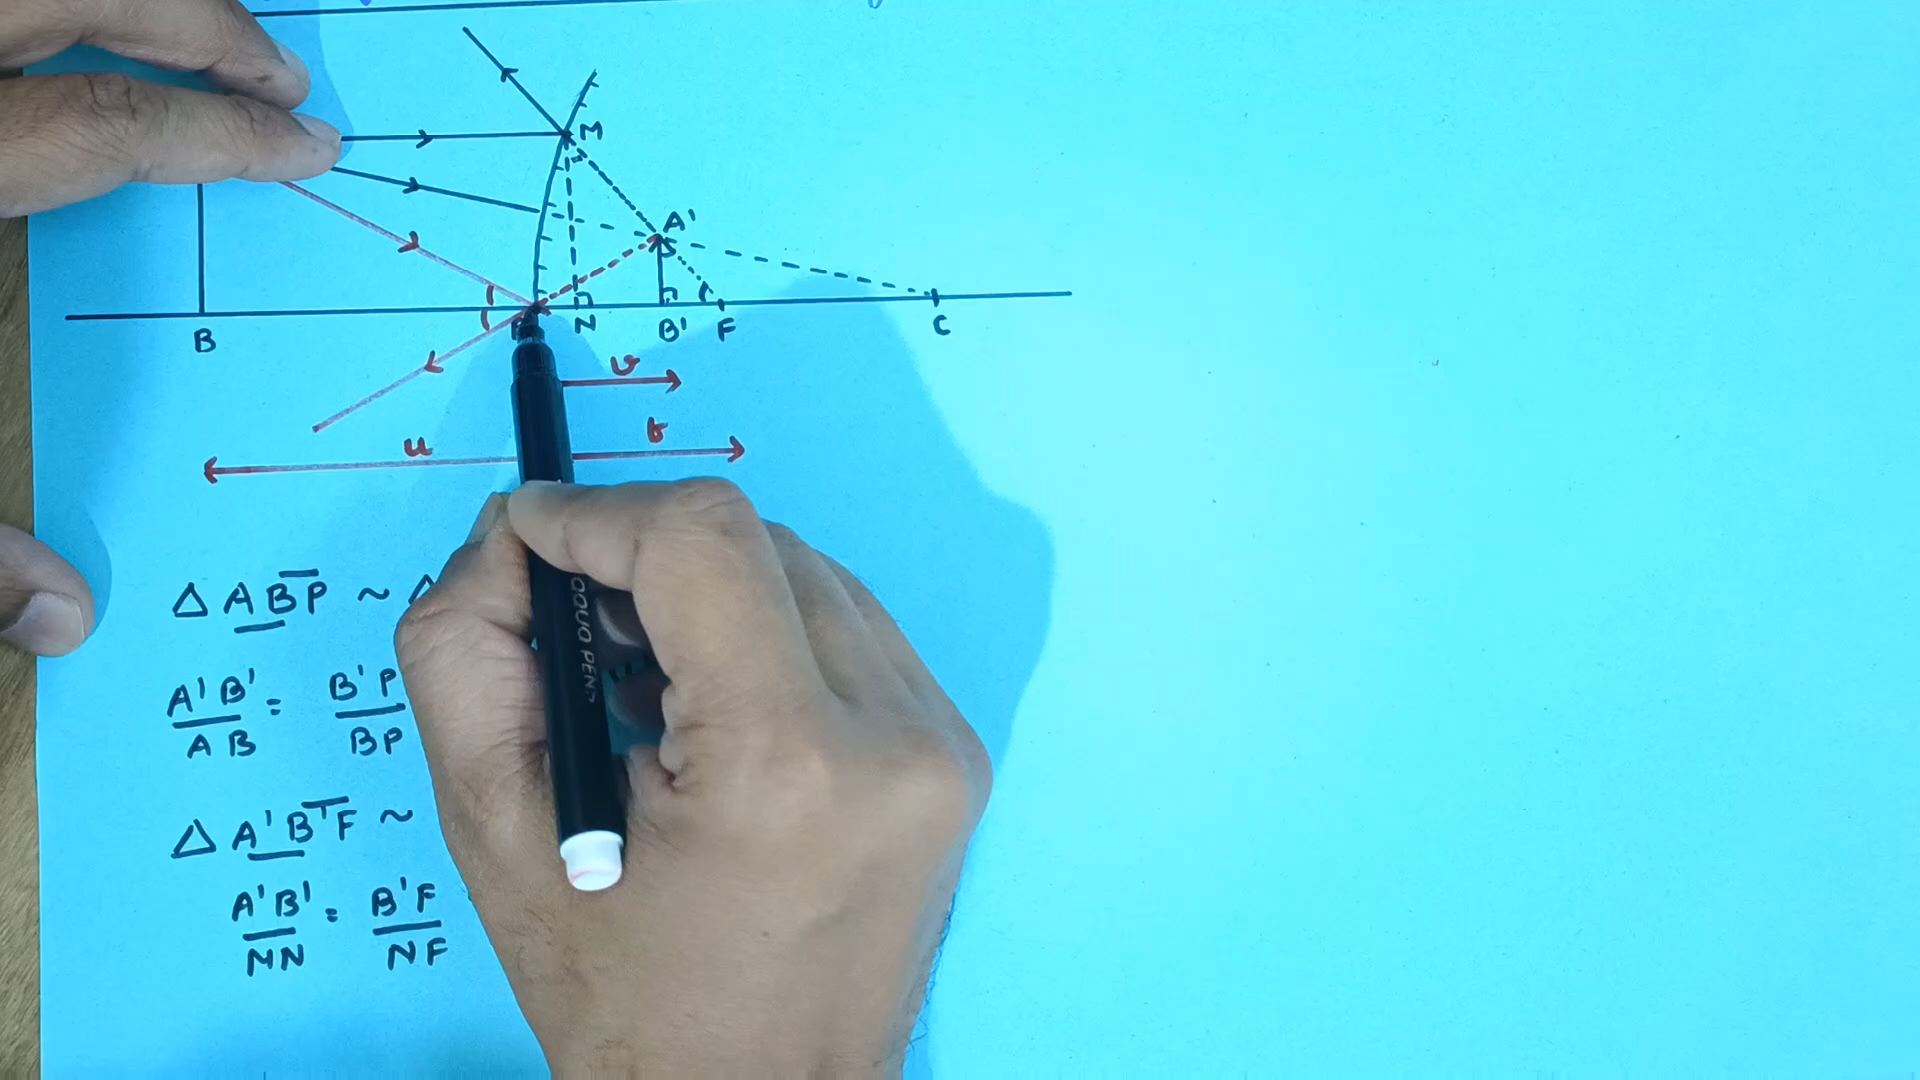 M
A'
B
N
B'
F
C
v
u
f
Δ ABP ~ Δ
A'B' / AB = B'P / BP
Δ A'B'F ~
A'B' / MN = B'F / NF